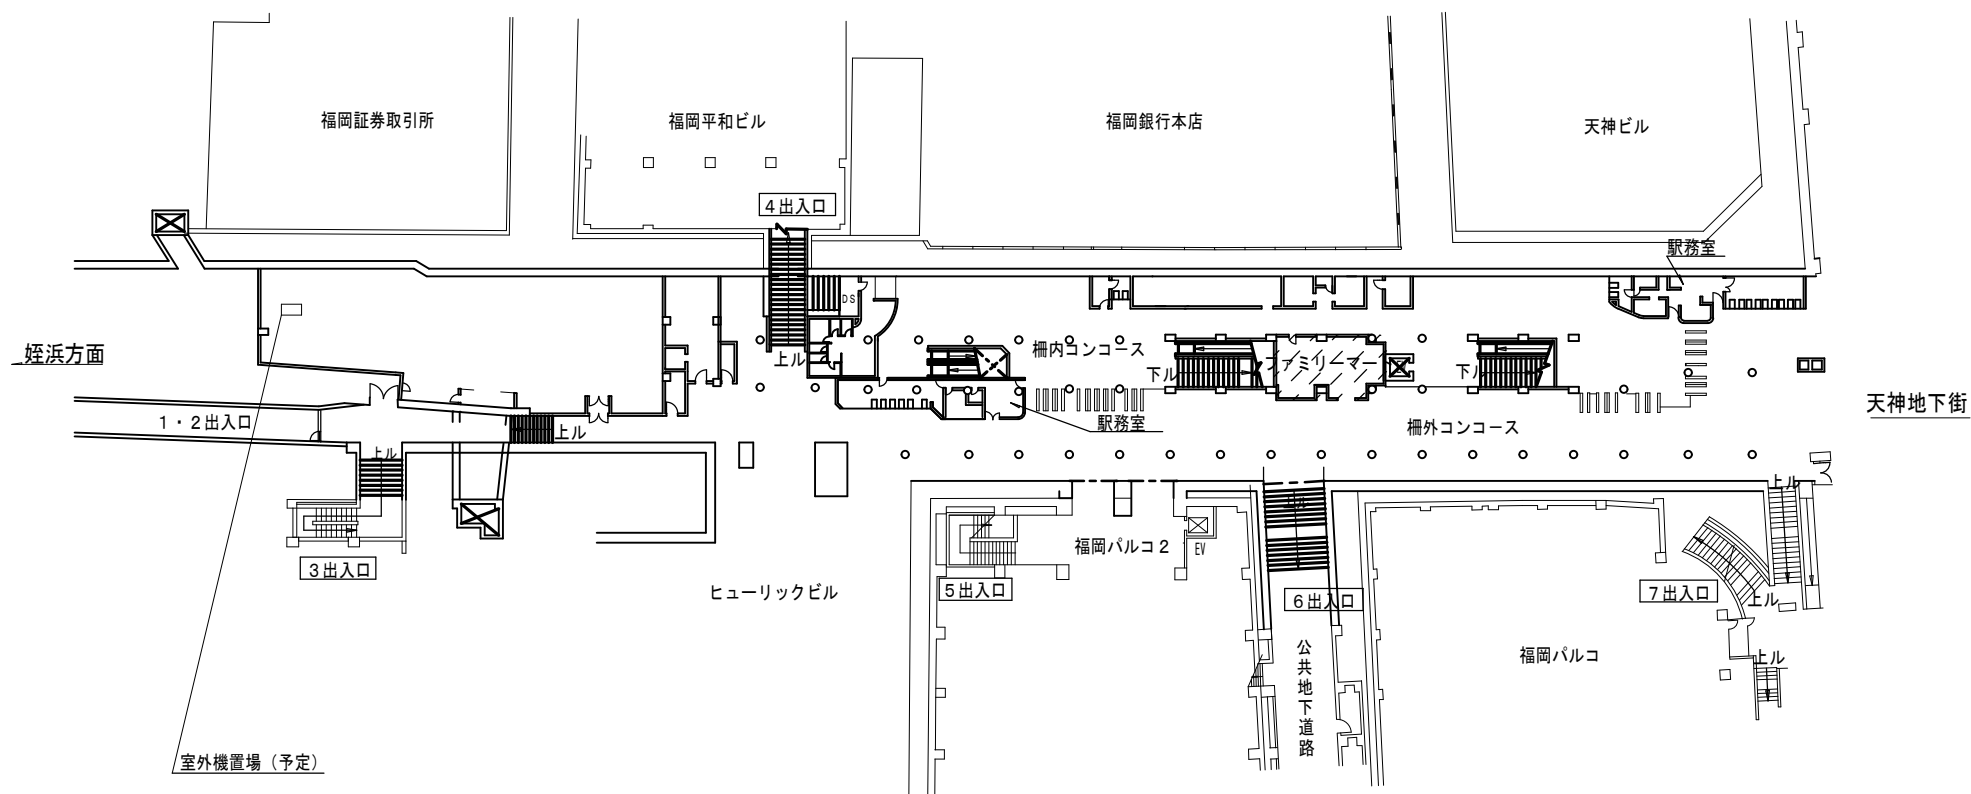 福岡証券取引所
福岡平和ビル
福岡銀行本店
天神ビル
４出入口
駅務室
DS
姪浜方面
上ル
柵内コンコース
下ル
ファミリーマ
下ル
天神地下街
１・２出入口
上ル
駅務室
柵外コンコース
上ル
上ル
上ル
福岡パルコ２
EV
３出入口
ヒューリックビル
５出入口
６出入口
７出入口
上ル
公共地下道路
福岡パルコ
上ル
室外機置場（予定）